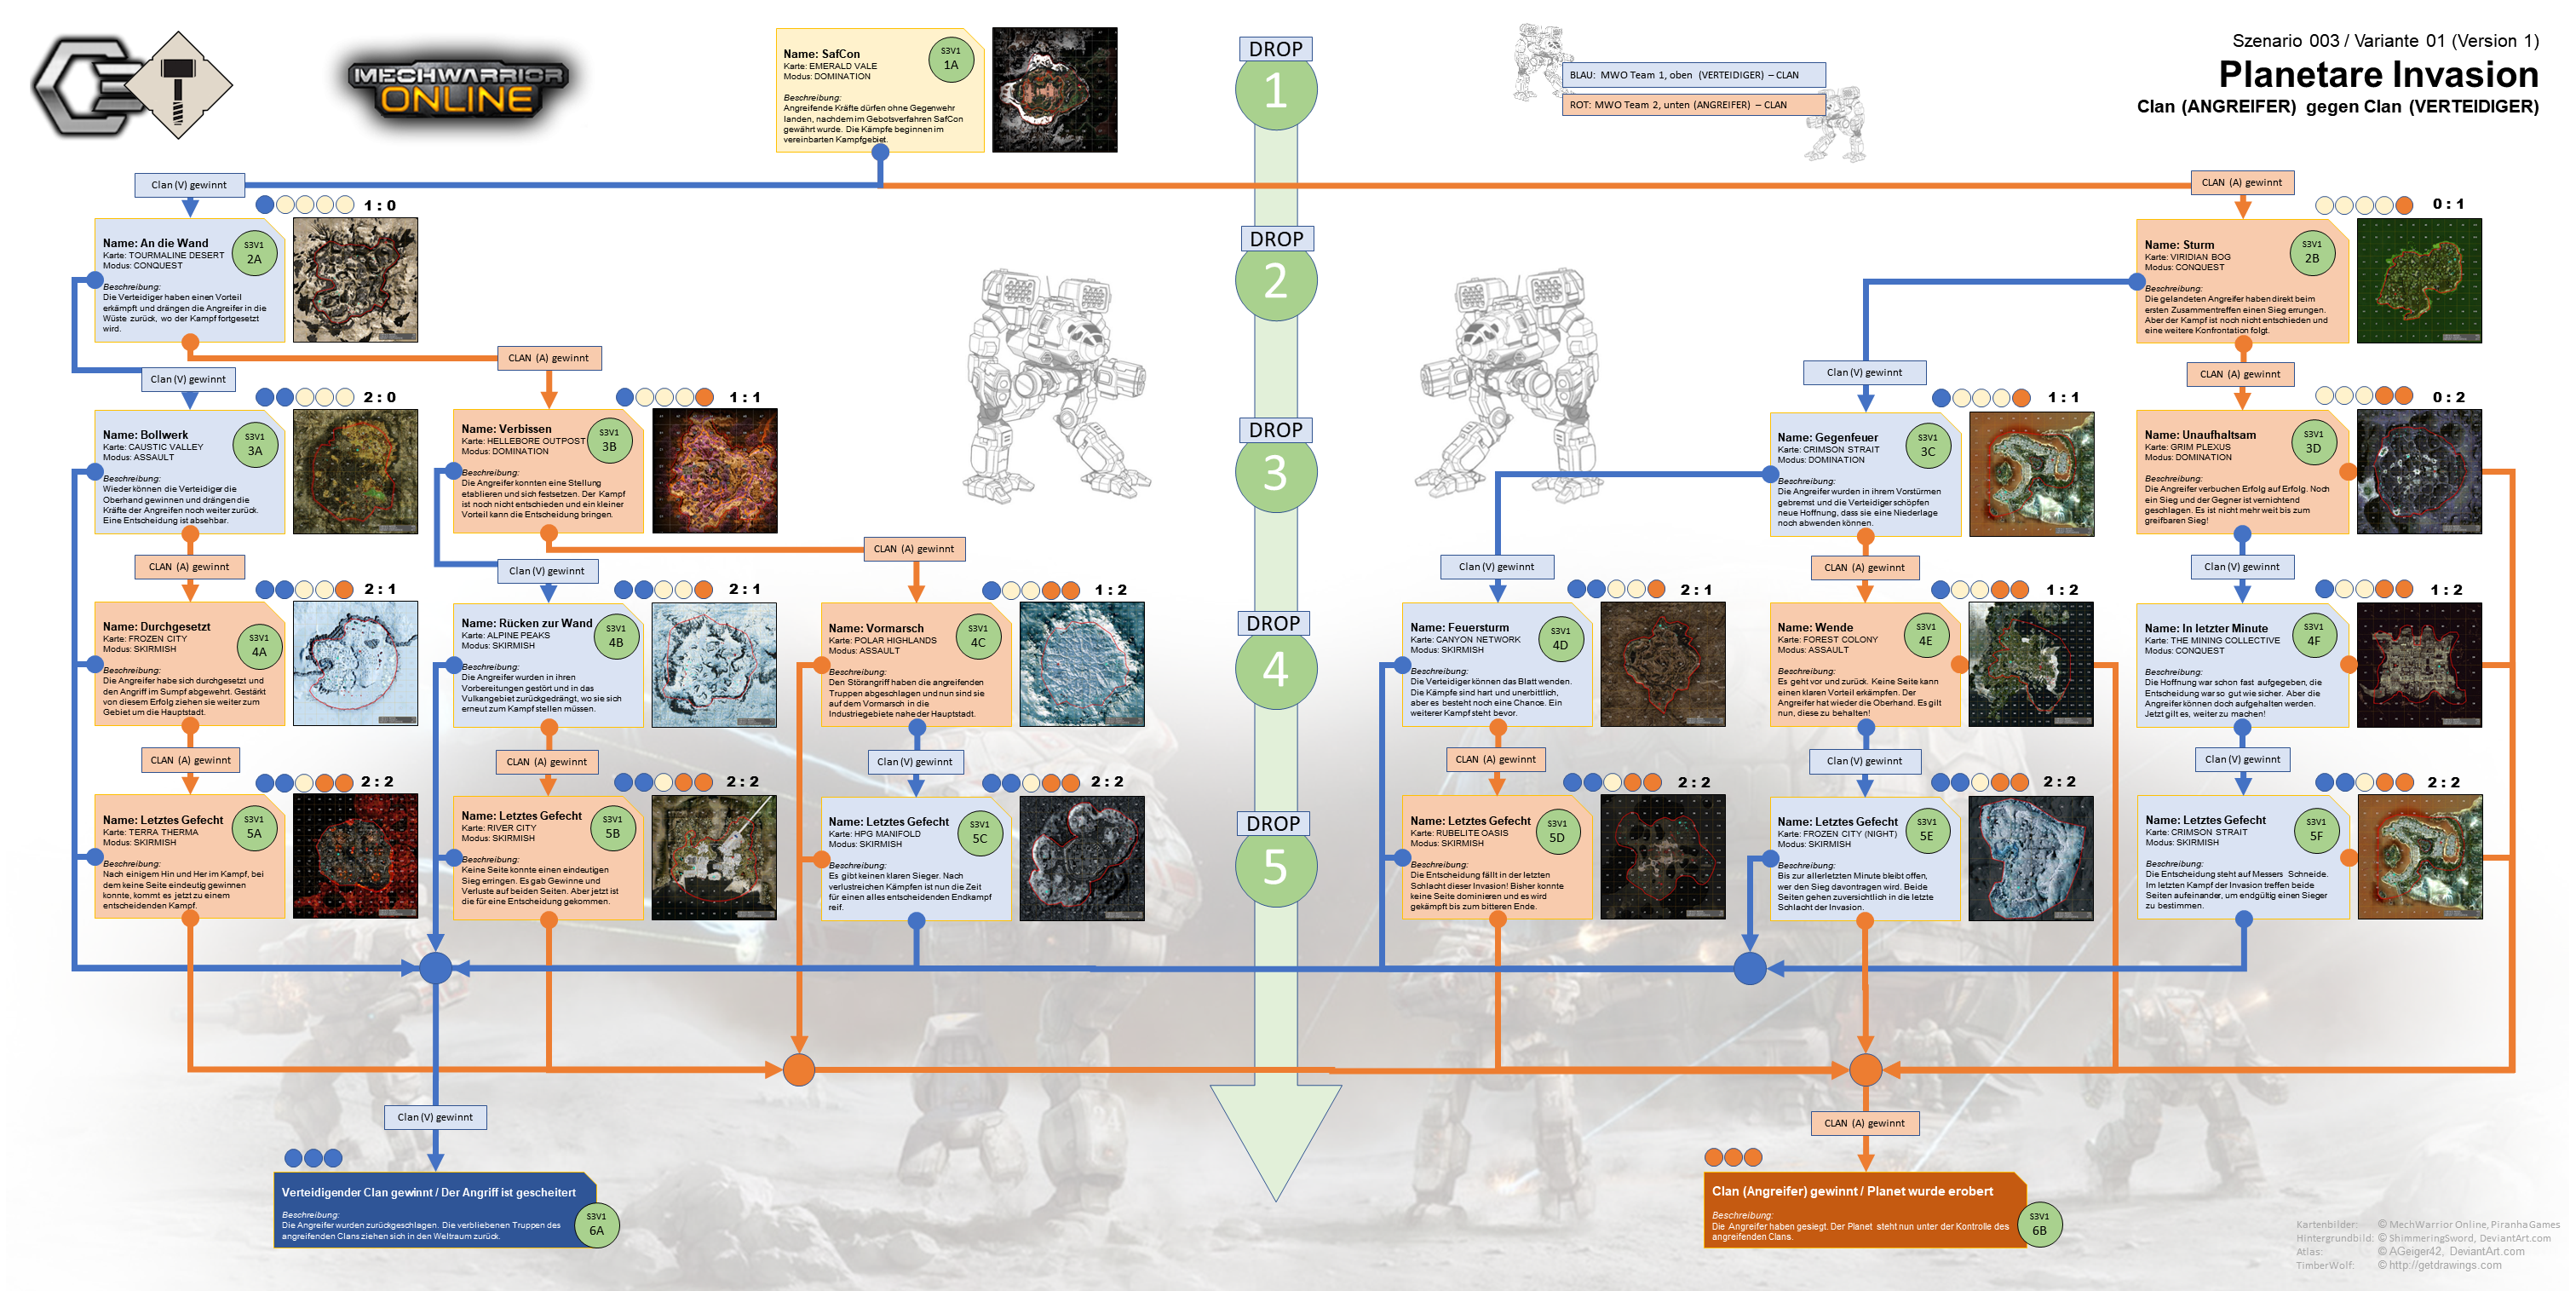 MECHWARRIOR
ONLINE
Name: SafCon
Karte: EMERALD VALE
Modus: DOMINATION
S3V1
1A
Beschreibung:
Angreifende Kräfte dürfen ohne Gegenwehr
landen, nachdem im Gebotsverfahren SafCon
gewährt wurde. Die Kämpfe beginnen im
vereinbarten Kampfgebiet.
DROP
1
BLAU: MWO Team 1, oben (VERTEIDIGER) – CLAN
ROT: MWO Team 2, unten (ANGREIFER) – CLAN
Szenario 003 / Variante 01 (Version 1)
Planetare Invasion
Clan (ANGREIFER) gegen Clan (VERTEIDIGER)
Clan (V) gewinnt
CLAN (A) gewinnt
1 : 0
Name: An die Wand
Karte: TOURMALINE DESERT
Modus: CONQUEST
S3V1
2A
Beschreibung:
Die Verteidiger haben einen Vorteil
erkämpft und drängen die Angreifer in die
Wüste zurück, wo der Kampf fortgesetzt
wird.
DROP
2
0 : 1
Name: Sturm
Karte: VIRIDIAN BOG
Modus: CONQUEST
S3V1
2B
Beschreibung:
Die gelandeten Angreifer haben direkt beim
ersten Zusammentreffen einen Sieg errungen.
Aber der Kampf ist noch nicht entschieden und
eine weitere Konfrontation folgt.
Clan (V) gewinnt
CLAN (A) gewinnt
Clan (V) gewinnt
CLAN (A) gewinnt
2 : 0
Name: Bollwerk
Karte: CAUSTIC VALLEY
Modus: ASSAULT
S3V1
3A
Beschreibung:
Wieder können die Verteidiger die
Oberhand gewinnen und drängen die
Kräfte der Angreifen noch weiter zurück.
Eine Entscheidung ist absehbar.
1 : 1
Name: Verbissen
Karte: HELLEBORE OUTPOST
Modus: DOMINATION
S3V1
3B
Beschreibung:
Die Angreifer konnten eine Stellung
etablieren und sich festsetzen. Der Kampf
ist noch nicht entschieden und ein kleiner
Vorteil kann die Entscheidung bringen.
DROP
3
1 : 1
Name: Gegenfeuer
Karte: CRIMSON STRAIT
Modus: DOMINATION
S3V1
3C
Beschreibung:
Die Angreifer wurden in ihrem Vorstürmen
gebremst und die Verteidiger schöpfen
neue Hoffnung, dass sie eine Niederlage
noch abwenden können.
0 : 2
Name: Unaufhaltsam
Karte: GRIM PLEXUS
Modus: DOMINATION
S3V1
3D
Beschreibung:
Die Angreifer verbuchen Erfolg auf Erfolg. Noch
ein Sieg und der Gegner ist vernichtend
geschlagen. Es ist nicht mehr weit bis zum
greifbaren Sieg!
CLAN (A) gewinnt
Clan (V) gewinnt
CLAN (A) gewinnt
Clan (V) gewinnt
CLAN (A) gewinnt
Clan (V) gewinnt
2 : 1
Name: Durchgesetzt
Karte: FROZEN CITY
Modus: SKIRMISH
S3V1
4A
Beschreibung:
Die Angreifer habe sich durchgesetzt und
den Angriff im Sumpf abgewehrt. Gestärkt
von diesem Erfolg ziehen sie weiter zum
Gebiet um die Hauptstadt.
2 : 1
Name: Rücken zur Wand
Karte: ALPINE PEAKS
Modus: SKIRMISH
S3V1
4B
Beschreibung:
Die Angreifer wurden in ihren
Vorbereitungen gestört und in das
Vulkangebiet zurückgedrängt, wo sie sich
erneut zum Kampf stellen müssen.
1 : 2
Name: Vormarsch
Karte: POLAR HIGHLANDS
Modus: ASSAULT
S3V1
4C
Beschreibung:
Den Störangriff haben die angreifenden
Truppen abgeschlagen und nun sind sie
auf dem Vormarsch in die
Industriegebiete nahe der Hauptstadt.
DROP
4
2 : 1
Name: Feuersturm
Karte: CANYON NETWORK
Modus: SKIRMISH
S3V1
4D
Beschreibung:
Die Verteidiger können das Blatt wenden.
Die Kämpfe sind hart und unerbittlich,
aber es besteht noch eine Chance. Ein
weiterer Kampf steht bevor.
1 : 2
Name: Wende
Karte: FOREST COLONY
Modus: ASSAULT
S3V1
4E
Beschreibung:
Es geht vor und zurück. Keine Seite kann
einen klaren Vorteil erkämpfen. Der
Angreifer hat wieder die Oberhand. Es gilt
nun, diese zu behalten!
1 : 2
Name: In letzter Minute
Karte: THE MINING COLLECTIVE
Modus: CONQUEST
S3V1
4F
Beschreibung:
Die Hoffnung war schon fast aufgegeben, die
Entscheidung war so gut wie sicher. Aber die
Angreifer können doch aufgehalten werden.
Jetzt gilt es, weiter zu machen!
CLAN (A) gewinnt
CLAN (A) gewinnt
Clan (V) gewinnt
CLAN (A) gewinnt
Clan (V) gewinnt
Clan (V) gewinnt
2 : 2
Name: Letztes Gefecht
Karte: TERRA THERMA
Modus: SKIRMISH
S3V1
5A
Beschreibung:
Nach einigem Hin und Her im Kampf, bei
dem keine Seite eindeutig gewinnen
konnte, kommt es jetzt zu einem
entscheidenden Kampf.
2 : 2
Name: Letztes Gefecht
Karte: RIVER CITY
Modus: SKIRMISH
S3V1
5B
Beschreibung:
Keine Seite konnte einen eindeutigen
Sieg erringen. Es gab Gewinne und
Verluste auf beiden Seiten. Aber jetzt ist
die für eine Entscheidung gekommen.
2 : 2
Name: Letztes Gefecht
Karte: HPG MANIFOLD
Modus: SKIRMISH
S3V1
5C
Beschreibung:
Es gibt keinen klaren Sieger. Nach
verlustreichen Kämpfen ist nun die Zeit
für einen alles entscheidenden Endkampf
reif.
DROP
5
2 : 2
Name: Letztes Gefecht
Karte: RUBELITE OASIS
Modus: SKIRMISH
S3V1
5D
Beschreibung:
Die Entscheidung fällt in der letzten
Schlacht dieser Invasion! Bisher konnte
keine Seite dominieren und es wird
gekämpft bis zum bitteren Ende.
2 : 2
Name: Letztes Gefecht
Karte: FROZEN CITY (NIGHT)
Modus: SKIRMISH
S3V1
5E
Beschreibung:
Bis zur allerletzten Minute bleibt offen,
wer den Sieg davontragen wird. Beide
Seiten gehen zuversichtlich in die letzte
Schlacht der Invasion.
2 : 2
Name: Letztes Gefecht
Karte: CRIMSON STRAIT
Modus: SKIRMISH
S3V1
5F
Beschreibung:
Die Entscheidung steht auf Messers Schneide.
Im letzten Kampf der Invasion treffen beide
Seiten aufeinander, um endgültig einen Sieger
zu bestimmen.
Clan (V) gewinnt
CLAN (A) gewinnt
Verteidigender Clan gewinnt / Der Angriff ist gescheitert
Beschreibung:
Die Angreifer wurden zurückgeschlagen. Die verbliebenen Truppen des
angreifenden Clans ziehen sich in den Weltraum zurück.
S3V1
6A
Clan (Angreifer) gewinnt / Planet wurde erobert
Beschreibung:
Die Angreifer haben gesiegt. Der Planet steht nun unter der Kontrolle des
angreifenden Clans.
S3V1
6B
Kartenbilder: © MechWarrior Online, PiranhaGames
Hintergrundbild: © ShimmeringSword, DeviantArt.com
Atlas: © AGeiger42, DeviantArt.com
TimberWolf: © http://getdrawings.com